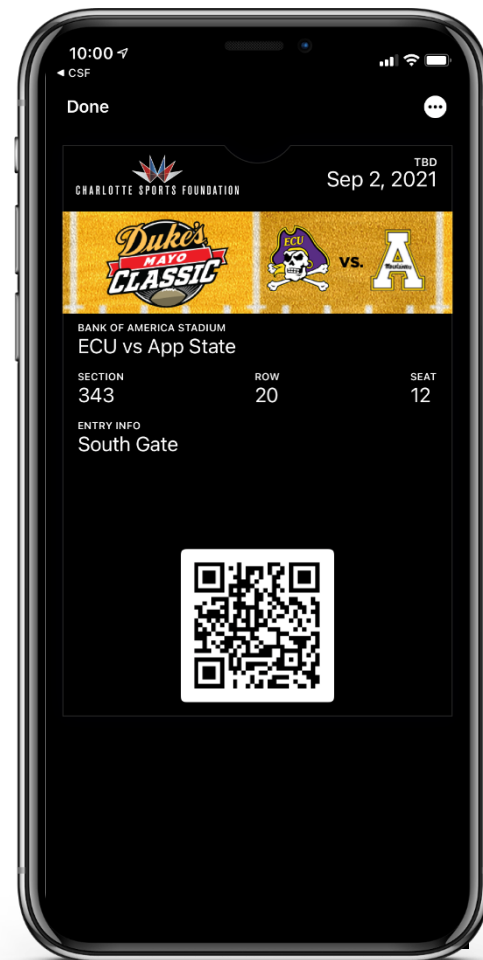 10:00
◀ CSF
Done
CHARLOTTE SPORTS FOUNDATION
TBD
Sep 2, 2021
Duke's
MAYO
CLASSIC
ECU
VS.
A
BANK OF AMERICA STADIUM
ECU vs App State
SECTION ROW SEAT
343 20 12
ENTRY INFO
South Gate